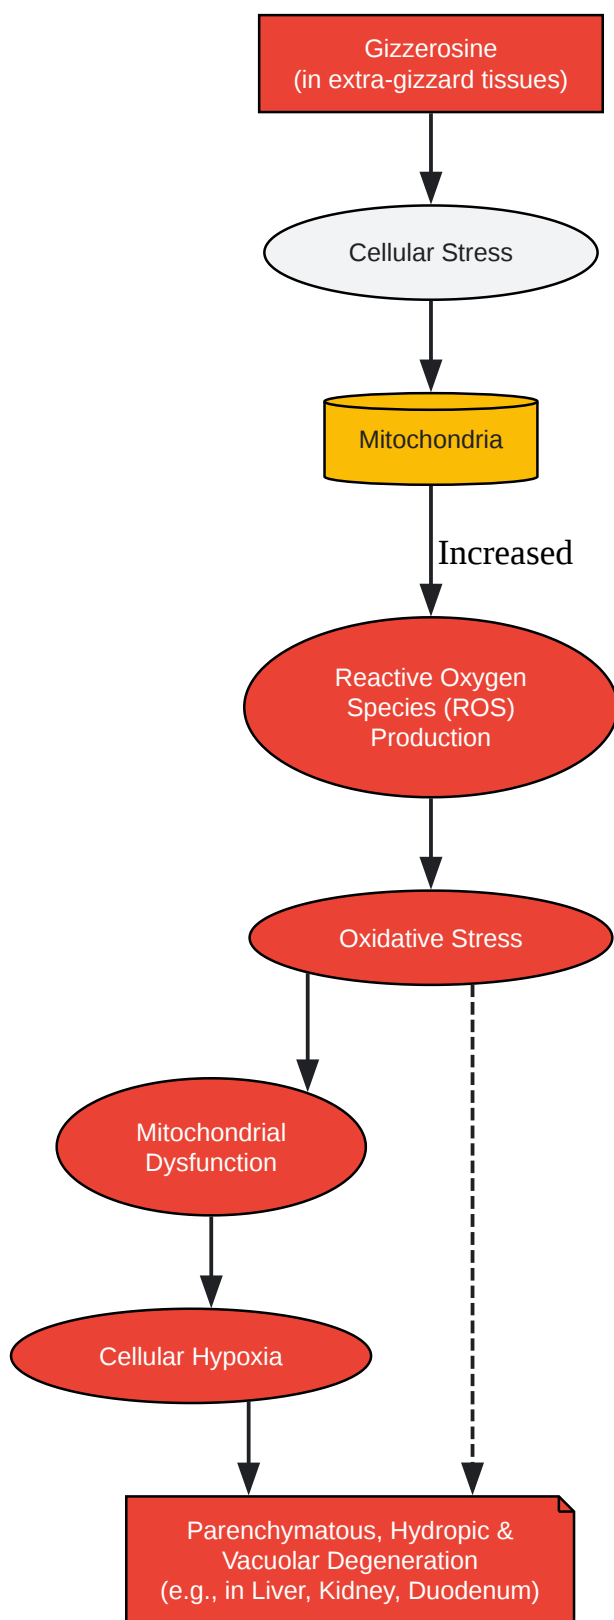 Gizzerosine
(in extra-gizzard tissues)
Cellular Stress
Mitochondria
Increased
Reactive Oxygen
Species (ROS)
Production
Oxidative Stress
Mitochondrial
Dysfunction
Cellular Hypoxia
Parenchymatous, Hydropic &
Vacuolar Degeneration
(e.g., in Liver, Kidney, Duodenum)